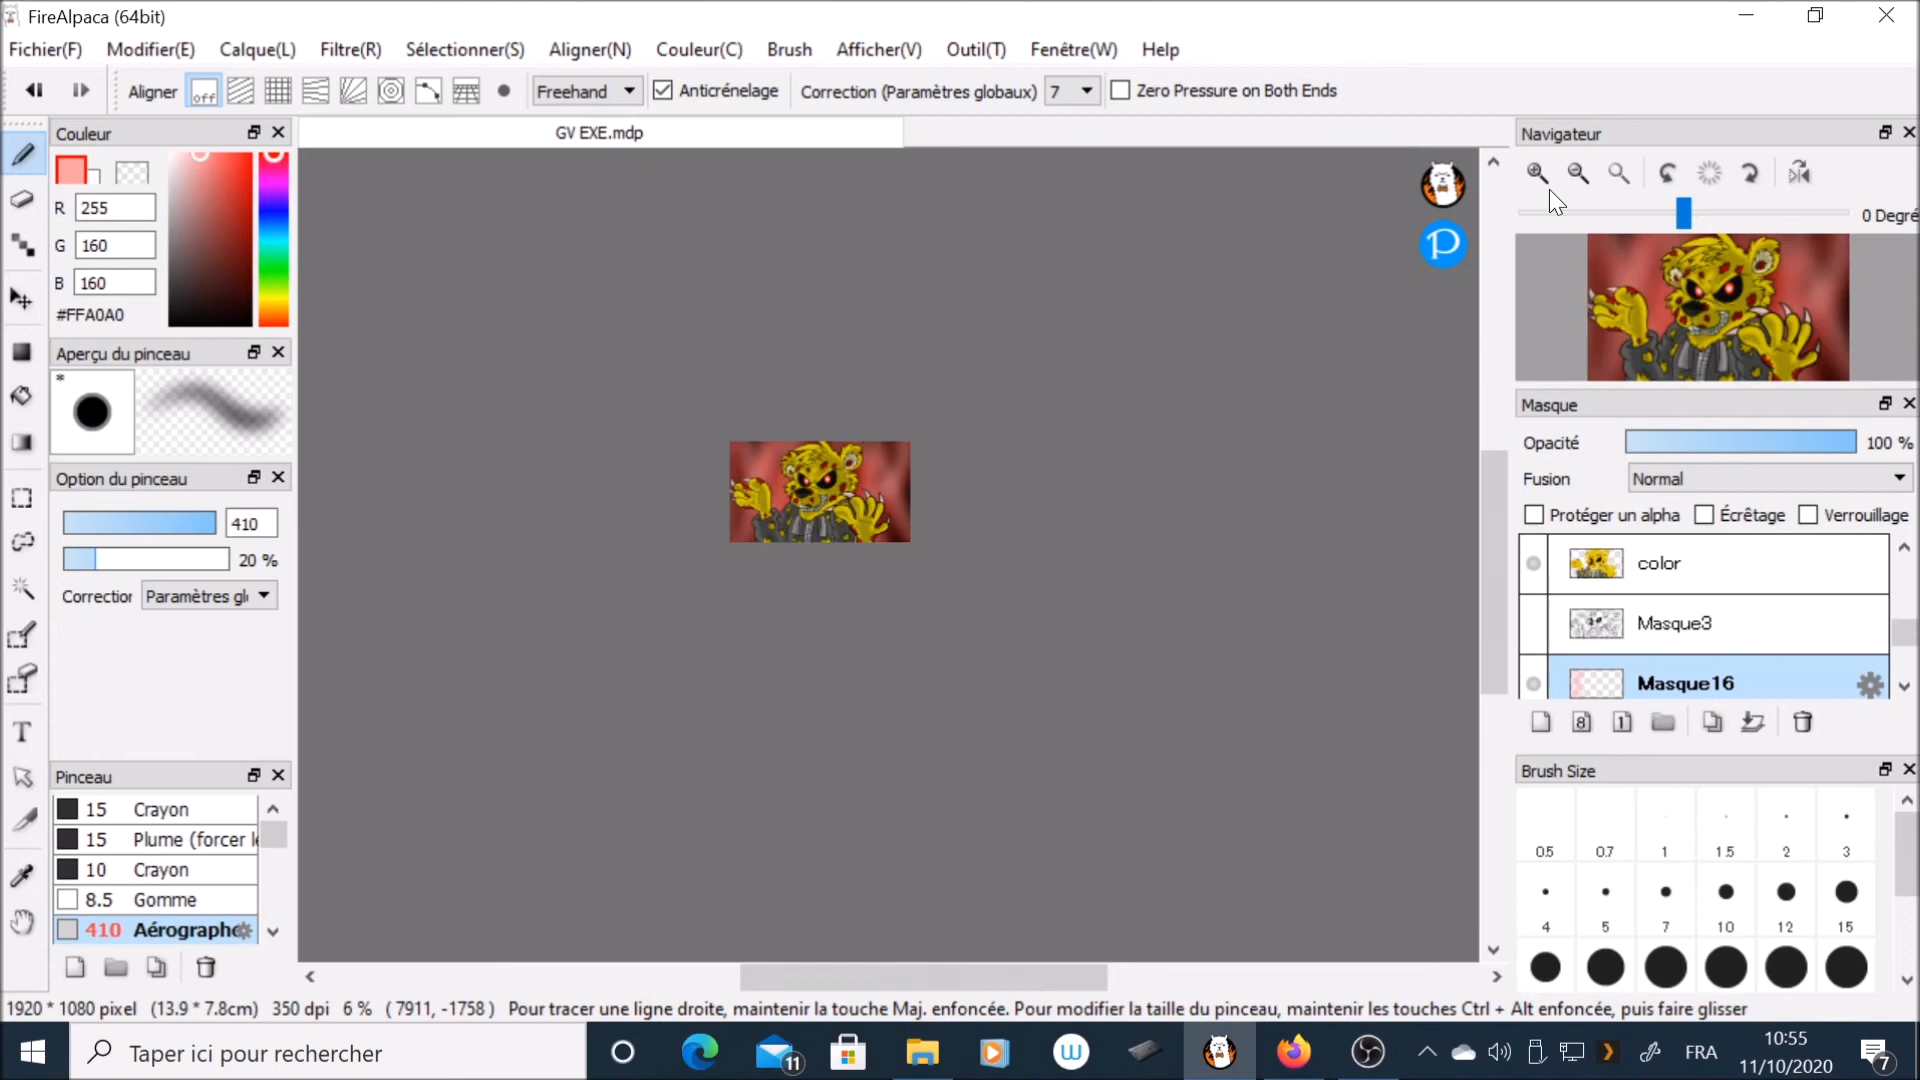 FireAlpaca (64bit)
Fichier(F) Modifier(E) Calque(L) Filtre(R) Sélectionner(S) Aligner(N) Couleur(C) Brush Afficher(V) Outil(T) Fenêtre(W) Help
Aligner off Freehand Anticrénelage Correction (Paramètres globaux) 7 Zero Pressure on Both Ends
GV EXE.mdp
Couleur
R 255
G 160
B 160
#FFA0A0
Aperçu du pinceau
*
Option du pinceau
410
20 %
Correction Paramètres gl
Pinceau
15 Crayon
15 Plume (forcer l
10 Crayon
8.5 Gomme
410 Aérographe
P
Navigateur
0 Degré
Masque
Opacité 100 %
Fusion Normal
Protéger un alpha Écrêtage Verrouillage
color
Masque3
Masque16
8 1
Brush Size
0.5 0.7 1 1.5 2 3
4 5 7 10 12 15
1920 * 1080 pixel (13.9 * 7.8cm) 350 dpi 6 % ( 7911, -1758 ) Pour tracer une ligne droite, maintenir la touche Maj. enfoncée. Pour modifier la taille du pinceau, maintenir les touches Ctrl + Alt enfoncée, puis faire glisser
Taper ici pour rechercher
11
W
FRA
10:55
11/10/2020
7